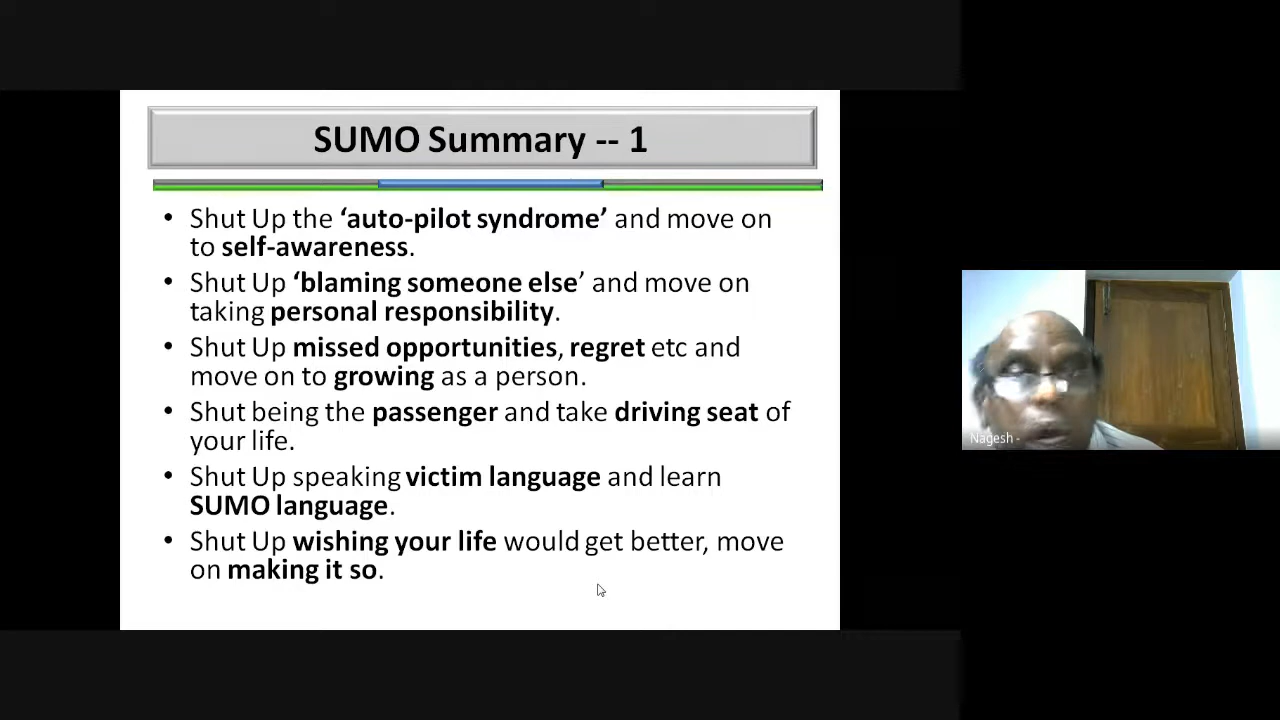 SUMO Summary -- 1
• Shut Up the ‘auto-pilot syndrome’ and move on
to self-awareness.
• Shut Up ‘blaming someone else’ and move on
taking personal responsibility.
• Shut Up missed opportunities, regret etc and
move on to growing as a person.
• Shut being the passenger and take driving seat of
your life.
• Shut Up speaking victim language and learn
SUMO language.
• Shut Up wishing your life would get better, move
on making it so.
Nagesh -